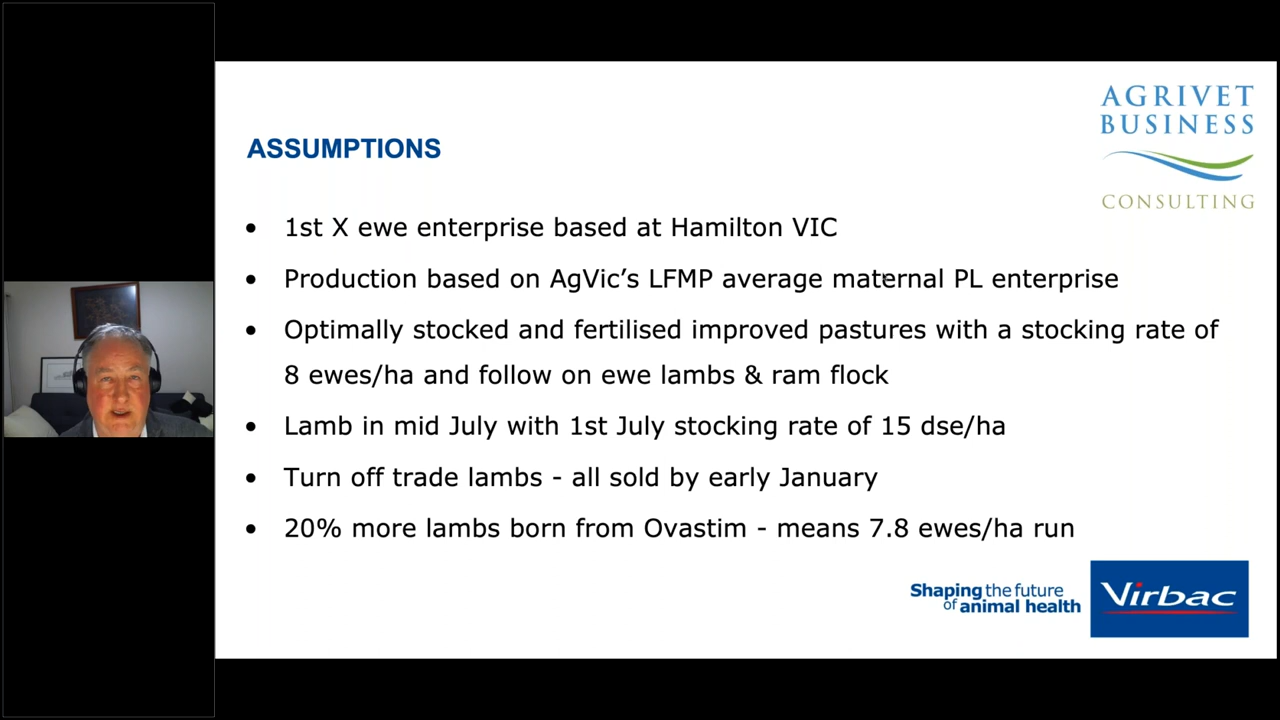 AGRIVET
BUSINESS
CONSULTING
ASSUMPTIONS
• 1st X ewe enterprise based at Hamilton VIC
• Production based on AgVic’s LFMP average maternal PL enterprise
• Optimally stocked and fertilised improved pastures with a stocking rate of
8 ewes/ha and follow on ewe lambs & ram flock
• Lamb in mid July with 1st July stocking rate of 15 dse/ha
• Turn off trade lambs - all sold by early January
• 20% more lambs born from Ovastim - means 7.8 ewes/ha run
Shaping the future
of animal health
Virbac